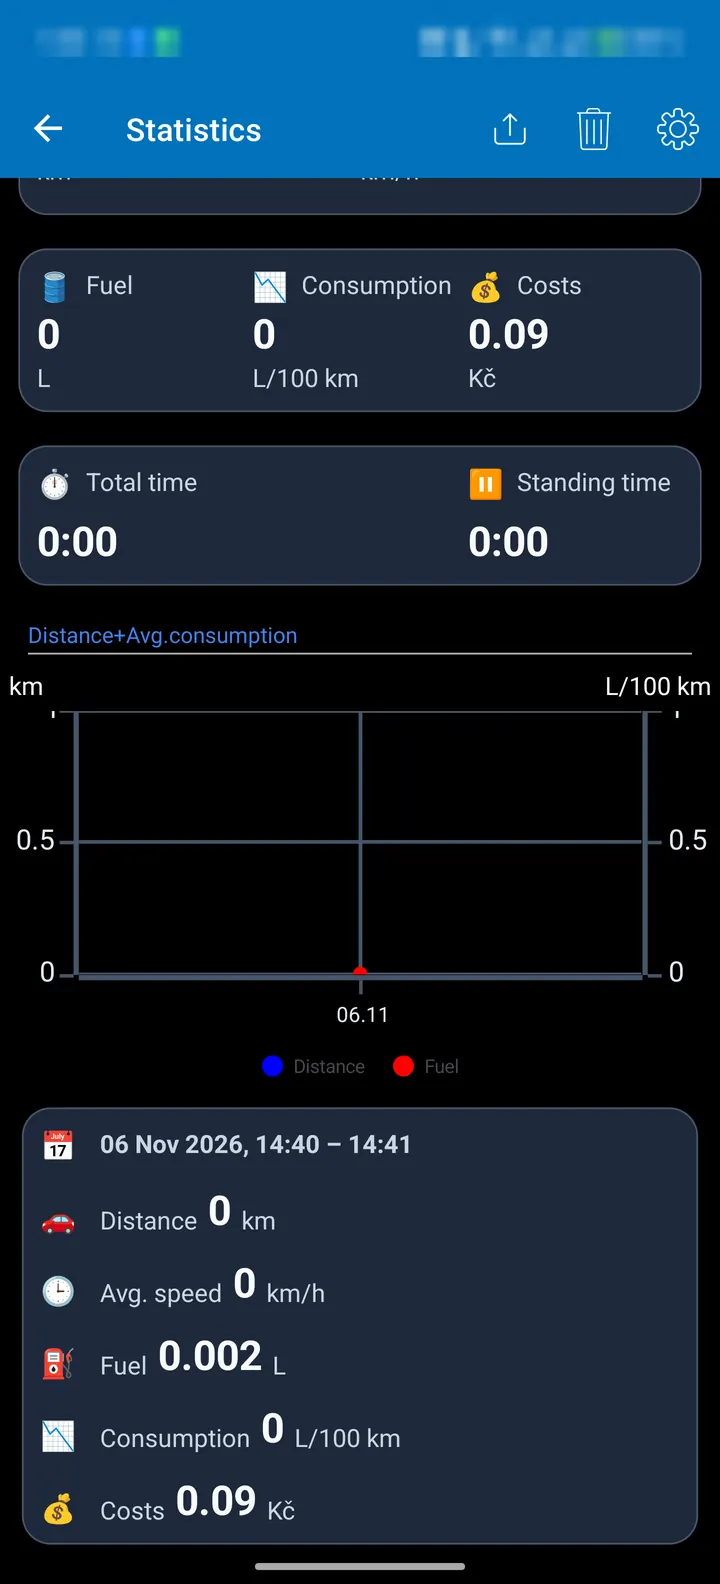 Statistics
Fuel Consumption Costs
0 0 0.09
L L/100 km Kč
Total time Standing time
0:00 0:00
Distance+Avg.consumption
km L/100 km
0.5 0.5
0 0
06.11
Distance Fuel
July
17
06 Nov 2026, 14:40 – 14:41
Distance 0 km
Avg. speed 0 km/h
Fuel 0.002 L
Consumption 0 L/100 km
Costs 0.09 Kč